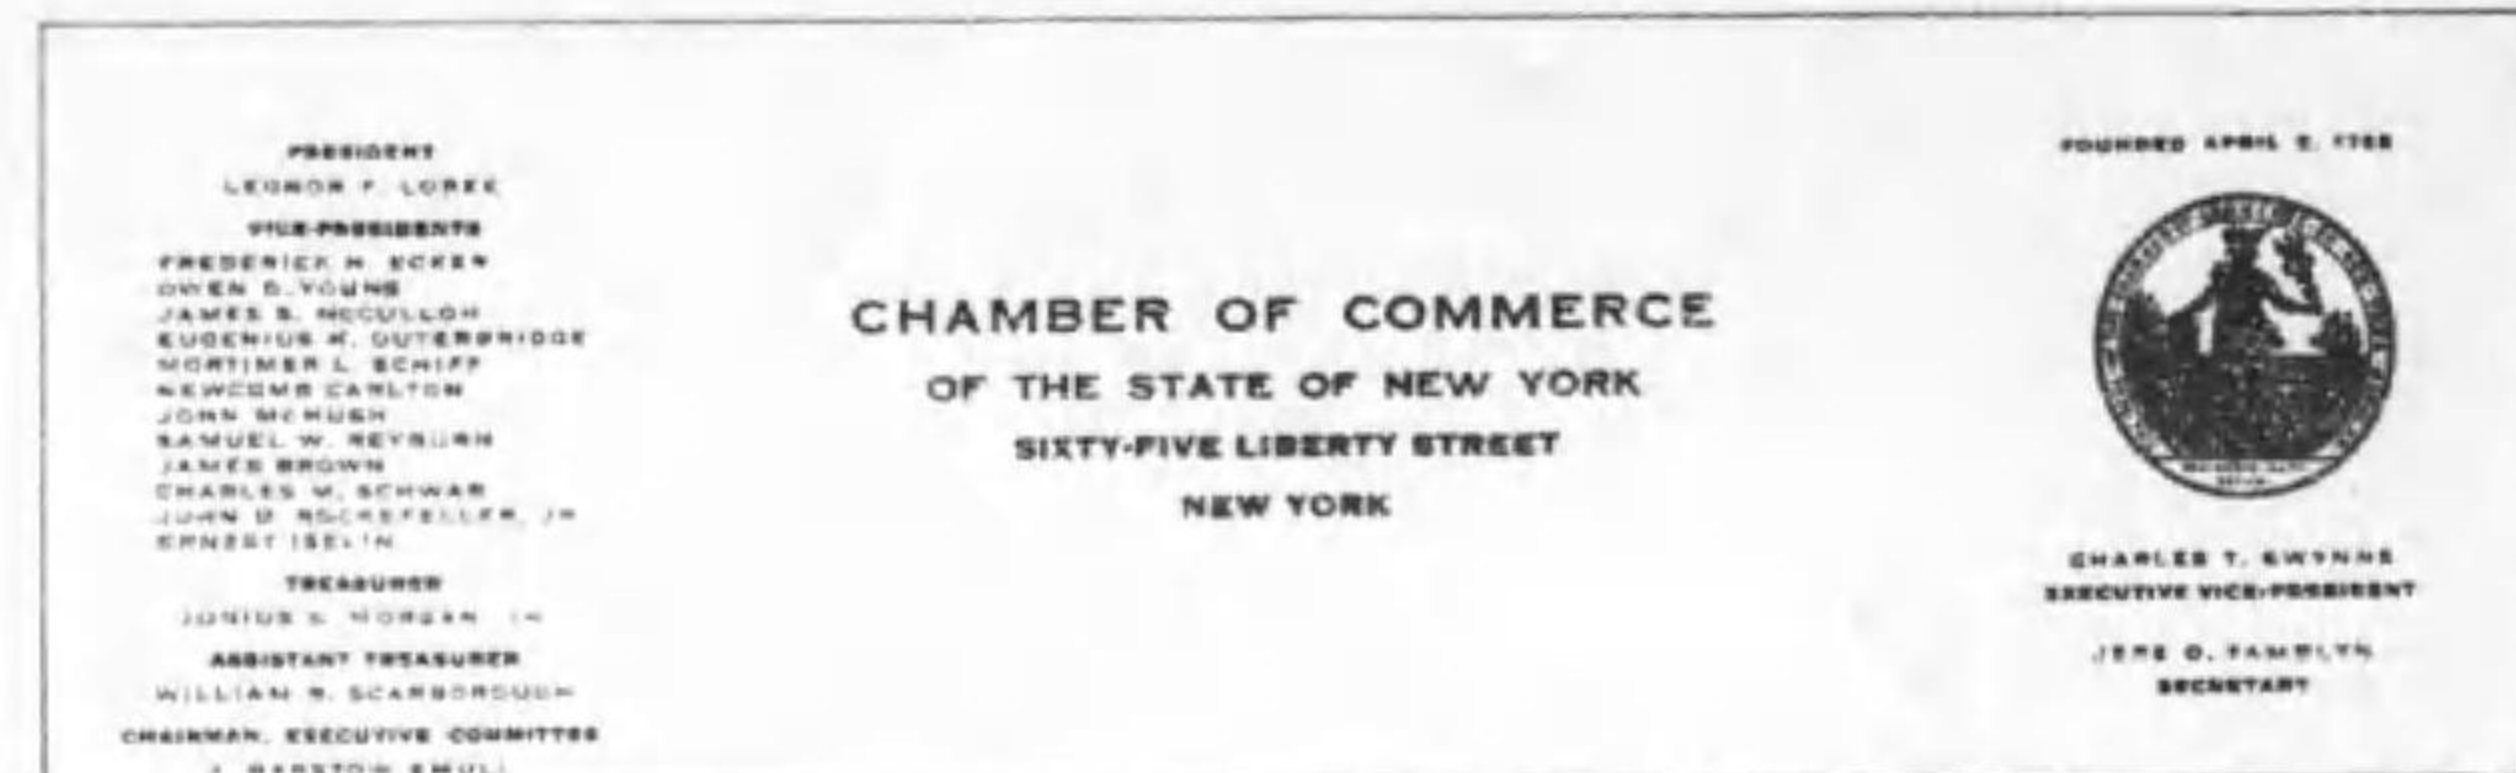 PRESIDENT
LEONOR F. LOREE
VICE-PRESIDENTS
FREDERICK H. ECKER
OWEN D. YOUNG
JAMES S. MCCULLOH
EUGENIUS H. OUTERBRIDGE
MORTIMER L. SCHIFF
NEWCOMB CARLTON
JOHN MCHUGH
SAMUEL W. REYBURN
JAMES BROWN
CHARLES M. SCHWAB
JOHN D. ROCKEFELLER, JR
ERNEST ISELIN
TREASURER
JUNIUS S. MORGAN, JR
ASSISTANT TREASURER
WILLIAM B. SCARBOROUGH
CHAIRMAN, EXECUTIVE COMMITTEE
J. BARSTOW SMULL
CHAMBER OF COMMERCE
OF THE STATE OF NEW YORK
SIXTY-FIVE LIBERTY STREET
NEW YORK
FOUNDED APRIL 5, 1768
CHARLES T. GWYNNE
EXECUTIVE VICE-PRESIDENT
JERE D. TAMBLYN
SECRETARY